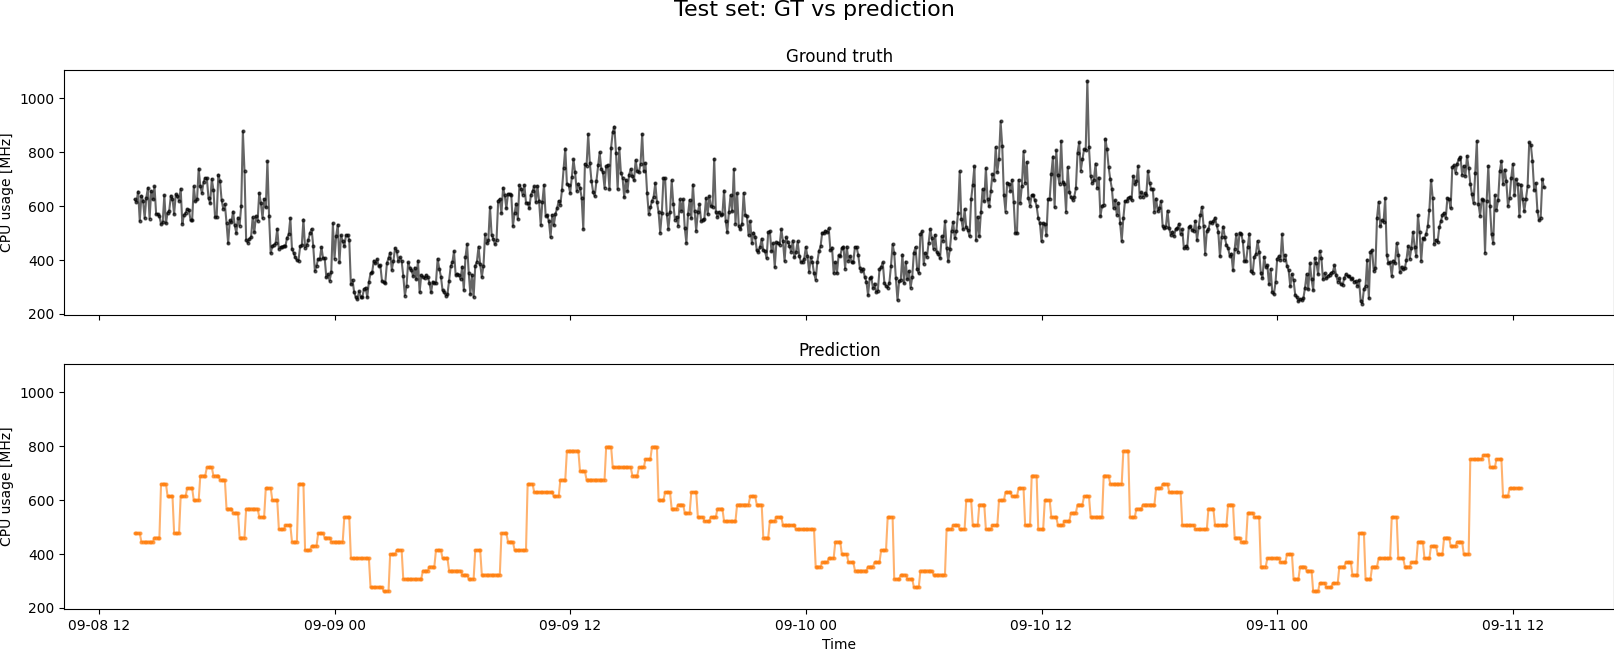 Test set: GT vs prediction
Ground truth
CPU usage [MHz]
1000
800
600
400
200
Prediction
CPU usage [MHz]
1000
800
600
400
200
09-08 12
09-09 00
09-09 12
09-10 00
09-10 12
09-11 00
09-11 12
Time